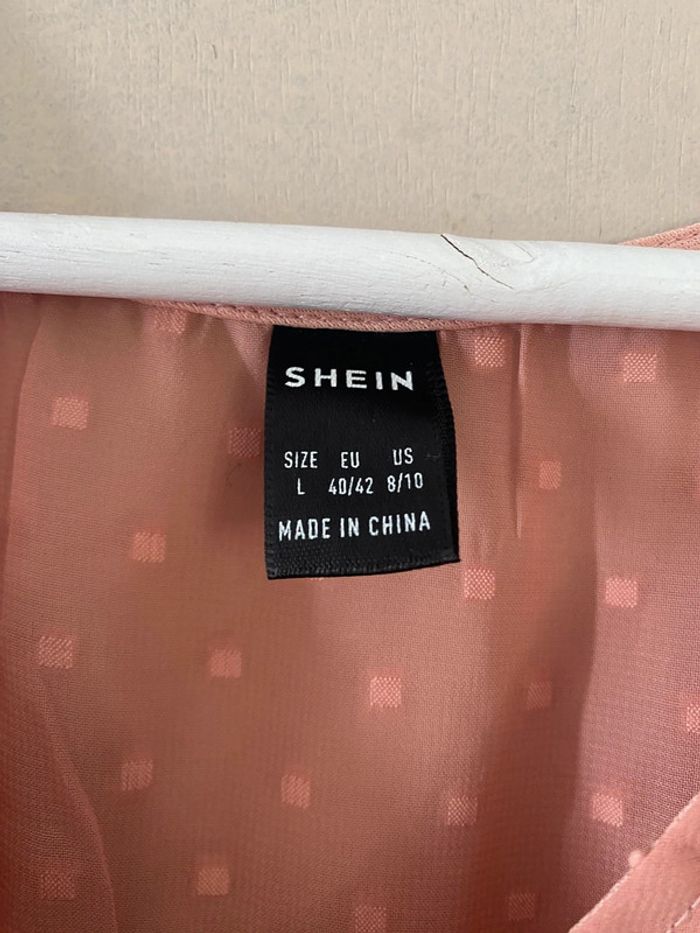 SHEIN
SIZE EU US
L 40/42 8/10
MADE IN CHINA